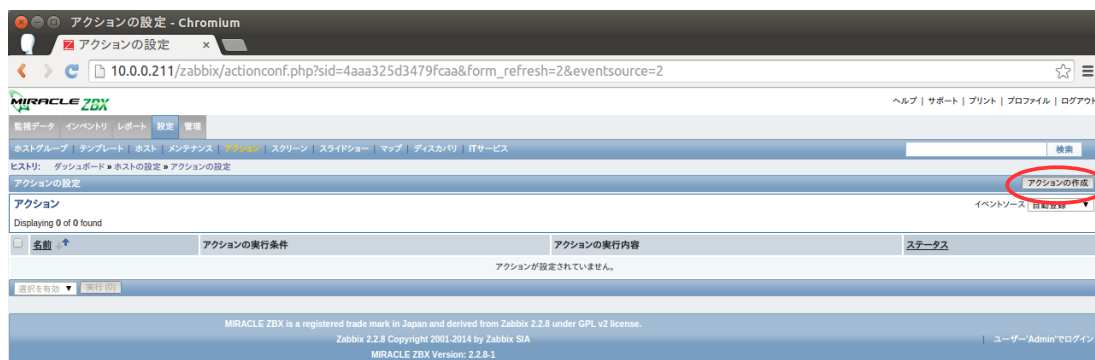 アクションの設定 - Chromium
アクションの設定 ×
10.0.0.211/zabbix/actionconf.php?sid=4aaa325d3479fcaa&form_refresh=2&eventsource=2
MIRACLE ZBX ヘルプ | サポート | プリント | プロファイル | ログアウト
監視データ インベントリ レポート 設定 管理
ホストグループ | テンプレート | ホスト | メンテナンス | アクション | スクリーン | スライドショー | マップ | ディスカバリ | ITサービス 検索
ヒストリ: ダッシュボード » ホストの設定 » アクションの設定
アクションの設定 アクションの作成
アクション イベントソース 自動登録 ▼
Displaying 0 of 0 found
名前 アクションの実行条件 アクションの実行内容 ステータス
アクションが設定されていません。
選択を有効 ▼ 実行 (0)
MIRACLE ZBX is a registered trade mark in Japan and derived from Zabbix 2.2.8 under GPL v2 license.
Zabbix 2.2.8 Copyright 2001-2014 by Zabbix SIA | ユーザー'Admin'でログイン
MIRACLE ZBX Version: 2.2.8-1